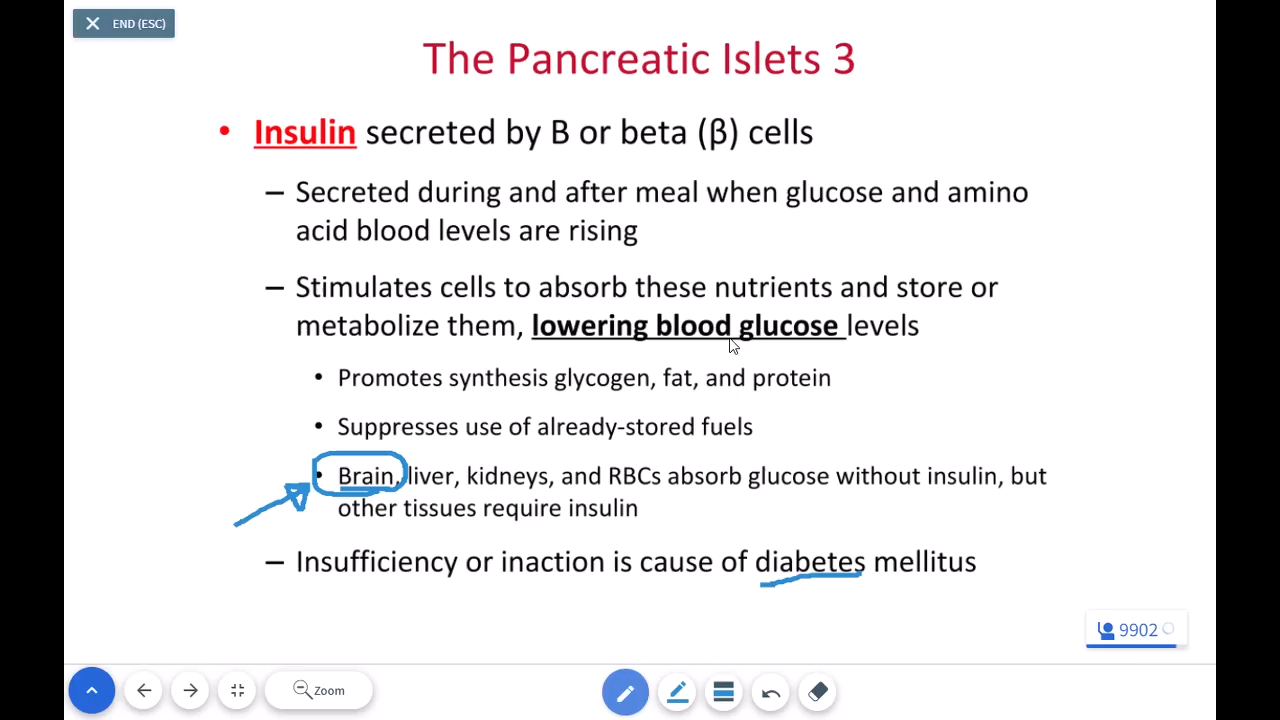 END (ESC)
The Pancreatic Islets 3
• Insulin secreted by B or beta (β) cells
– Secreted during and after meal when glucose and amino
acid blood levels are rising
– Stimulates cells to absorb these nutrients and store or
metabolize them, lowering blood glucose levels
• Promotes synthesis glycogen, fat, and protein
• Suppresses use of already-stored fuels
• Brain, liver, kidneys, and RBCs absorb glucose without insulin, but
other tissues require insulin
– Insufficiency or inaction is cause of diabetes mellitus
9902
Zoom